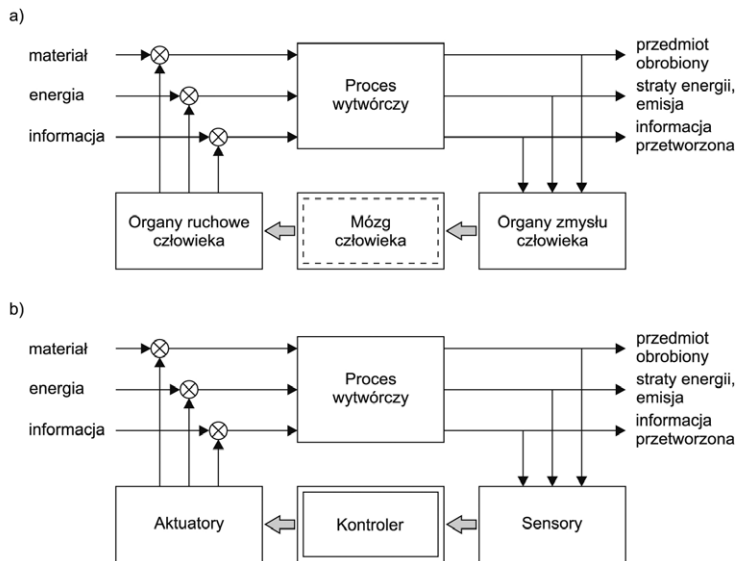 a)
materiał
energia
informacja
Proces
wytwórczy
przedmiot
obrobiony
straty energii,
emisja
informacja
przetworzona
Organy ruchowe
człowieka
Mózg
człowieka
Organy zmysłu
człowieka
b)
materiał
energia
informacja
Proces
wytwórczy
przedmiot
obrobiony
straty energii,
emisja
informacja
przetworzona
Aktuatory
Kontroler
Sensory